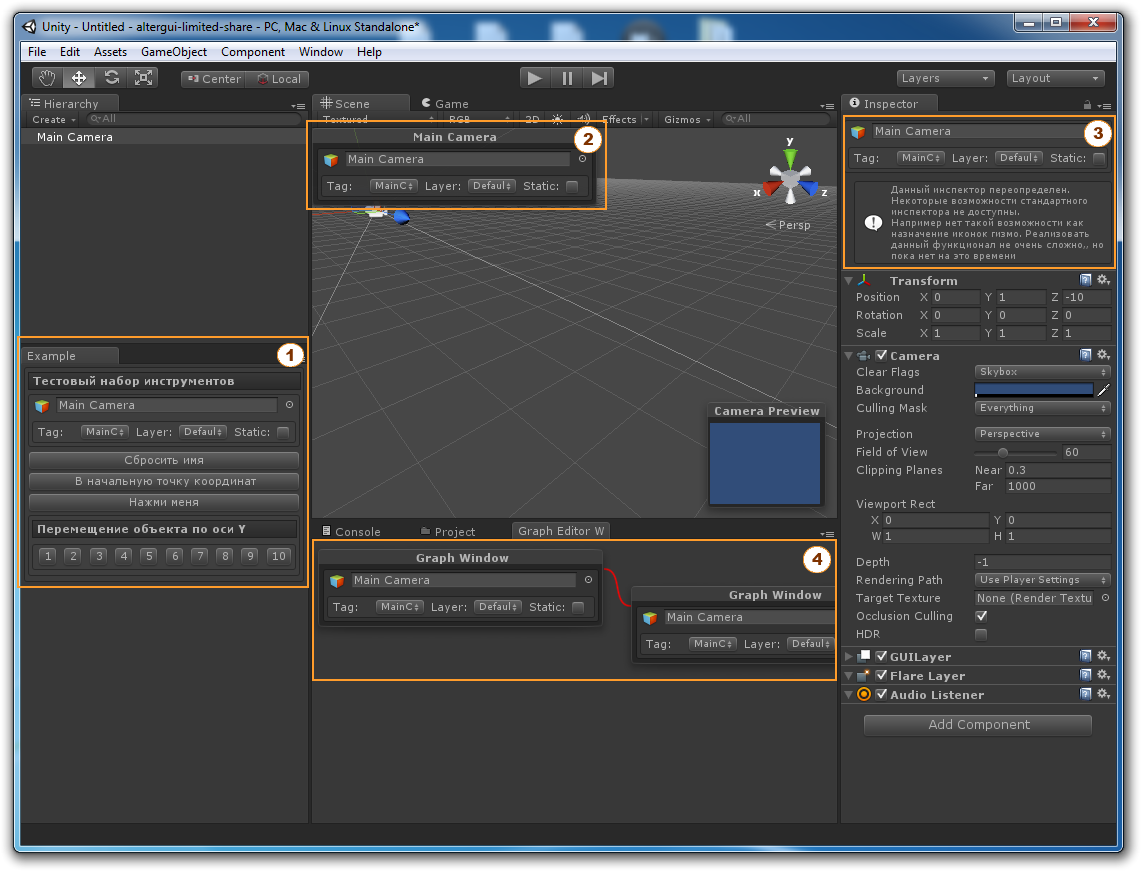 Unity - Untitled - altergui-limited-share - PC, Mac & Linux Standalone*
File Edit Assets GameObject Component Window Help
Center Local Layers Layout
Hierarchy
Create All
Main Camera
Example
1
Тестовый набор инструментов
Main Camera
Tag: MainC Layer: Defaul Static:
Сбросить имя
В начальную точку координат
Нажми меня
Перемещение объекта по оси Y
1 2 3 4 5 6 7 8 9 10
Scene Game
Textured RGB 2D Effects Gizmos All
Main Camera
2
Main Camera
Tag: MainC Layer: Defaul Static:
y
x z
Persp
Camera Preview
Console Project Graph Editor W
Graph Window
4
Main Camera
Tag: MainC Layer: Defaul Static:
Graph Window
Main Camera
Tag: MainC Layer: Defaul
Inspector
Main Camera
3
Tag: MainC Layer: Defaul Static:
Данный инспектор переопределен.
Некоторые возможности стандартного
инспектора не доступны.
Например нет такой возможности как
назначение иконок гизмо. Реализовать
данный функционал не очень сложно,, но
пока нет на это времени
Transform
Position X 0 Y 1 Z -10
Rotation X 0 Y 0 Z 0
Scale X 1 Y 1 Z 1
Camera
Clear Flags Skybox
Background
Culling Mask Everything
Projection Perspective
Field of View 60
Clipping Planes Near 0.3
Far 1000
Viewport Rect
X 0 Y 0
W 1 H 1
Depth -1
Rendering Path Use Player Settings
Target Texture None (Render Textu
Occlusion Culling
HDR
GUILayer
Flare Layer
Audio Listener
Add Component